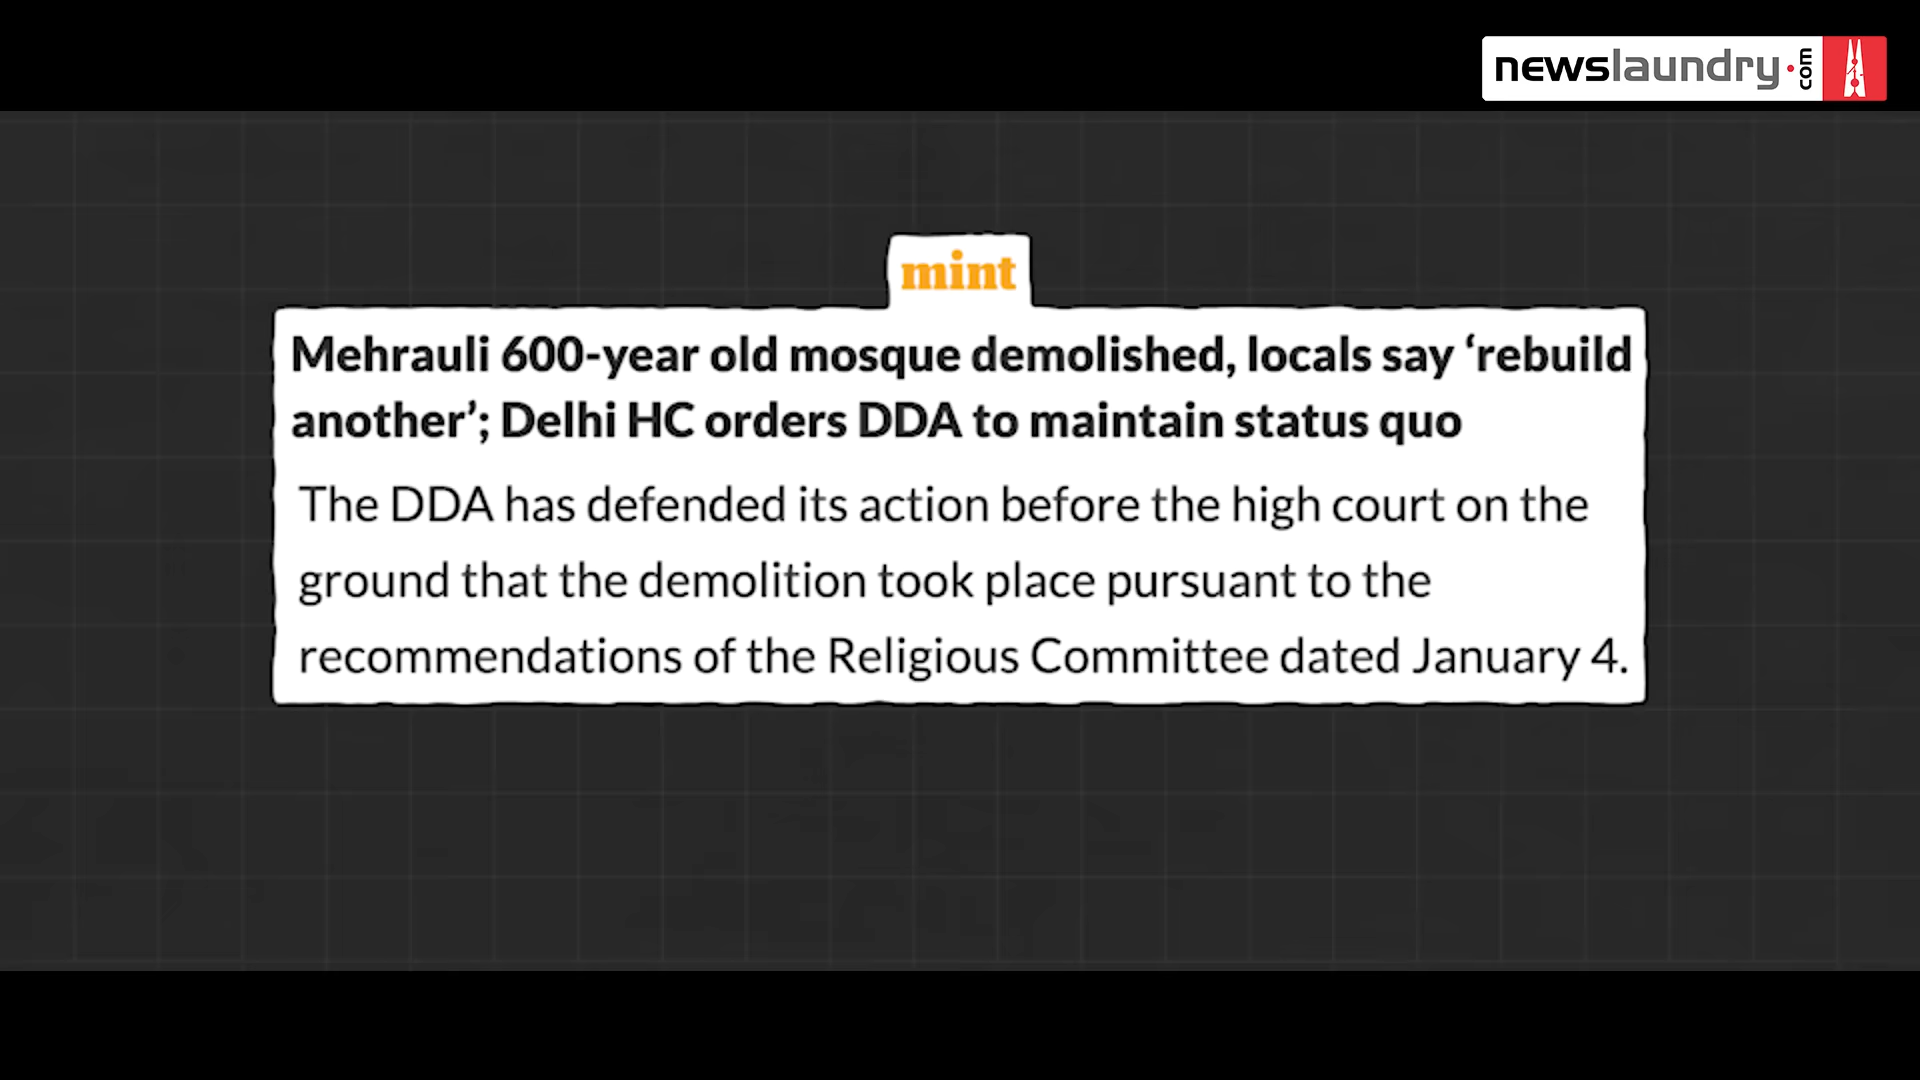 newslaundry.com
mint
Mehrauli 600-year old mosque demolished, locals say ‘rebuild
another’; Delhi HC orders DDA to maintain status quo
The DDA has defended its action before the high court on the
ground that the demolition took place pursuant to the
recommendations of the Religious Committee dated January 4.